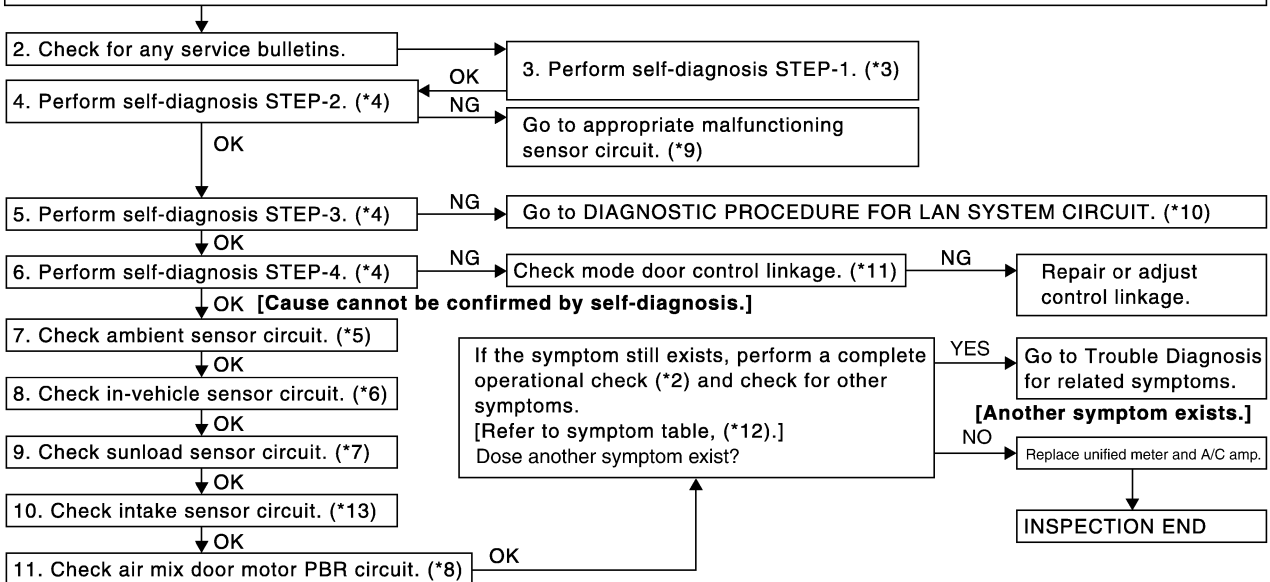 2. Check for any service bulletins.
3. Perform self-diagnosis STEP-1. (*3)
OK
4. Perform self-diagnosis STEP-2. (*4)
NG
Go to appropriate malfunctioning
sensor circuit. (*9)
OK
5. Perform self-diagnosis STEP-3. (*4)
NG
Go to DIAGNOSTIC PROCEDURE FOR LAN SYSTEM CIRCUIT. (*10)
OK
6. Perform self-diagnosis STEP-4. (*4)
NG
Check mode door control linkage. (*11)
NG
Repair or adjust
control linkage.
OK [Cause cannot be confirmed by self-diagnosis.]
7. Check ambient sensor circuit. (*5)
OK
8. Check in-vehicle sensor circuit. (*6)
OK
9. Check sunload sensor circuit. (*7)
OK
10. Check intake sensor circuit. (*13)
OK
11. Check air mix door motor PBR circuit. (*8)
OK
If the symptom still exists, perform a complete
operational check (*2) and check for other
symptoms.
[Refer to symptom table, (*12).]
Dose another symptom exist?
YES
Go to Trouble Diagnosis
for related symptoms.
[Another symptom exists.]
NO
Replace unified meter and A/C amp.
INSPECTION END